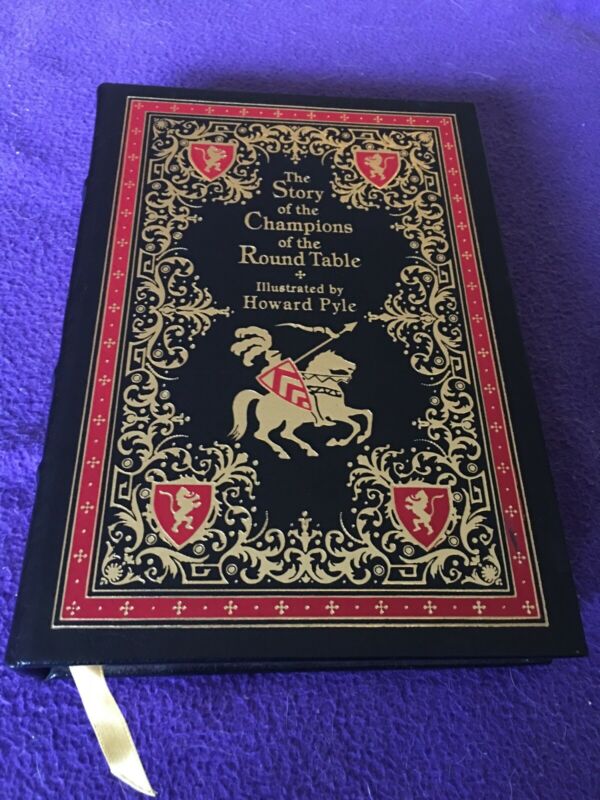 The
Story
of the
Champions
of the
Round Table
Illustrated by
Howard Pyle